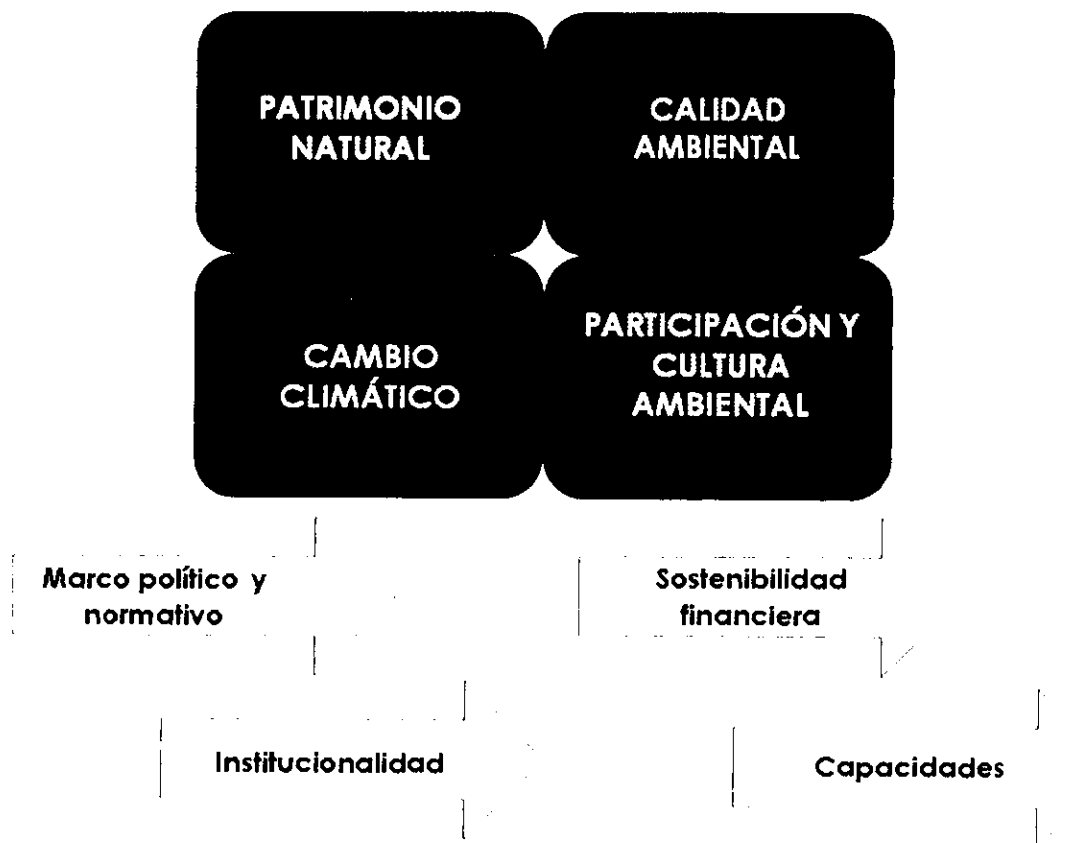 PATRIMONIO
NATURAL
CALIDAD
AMBIENTAL
CAMBIO
CLIMÁTICO
PARTICIPACIÓN Y
CULTURA
AMBIENTAL
Marco político y
normativo
Sostenibilidad
financiera
Institucionalidad
Capacidades